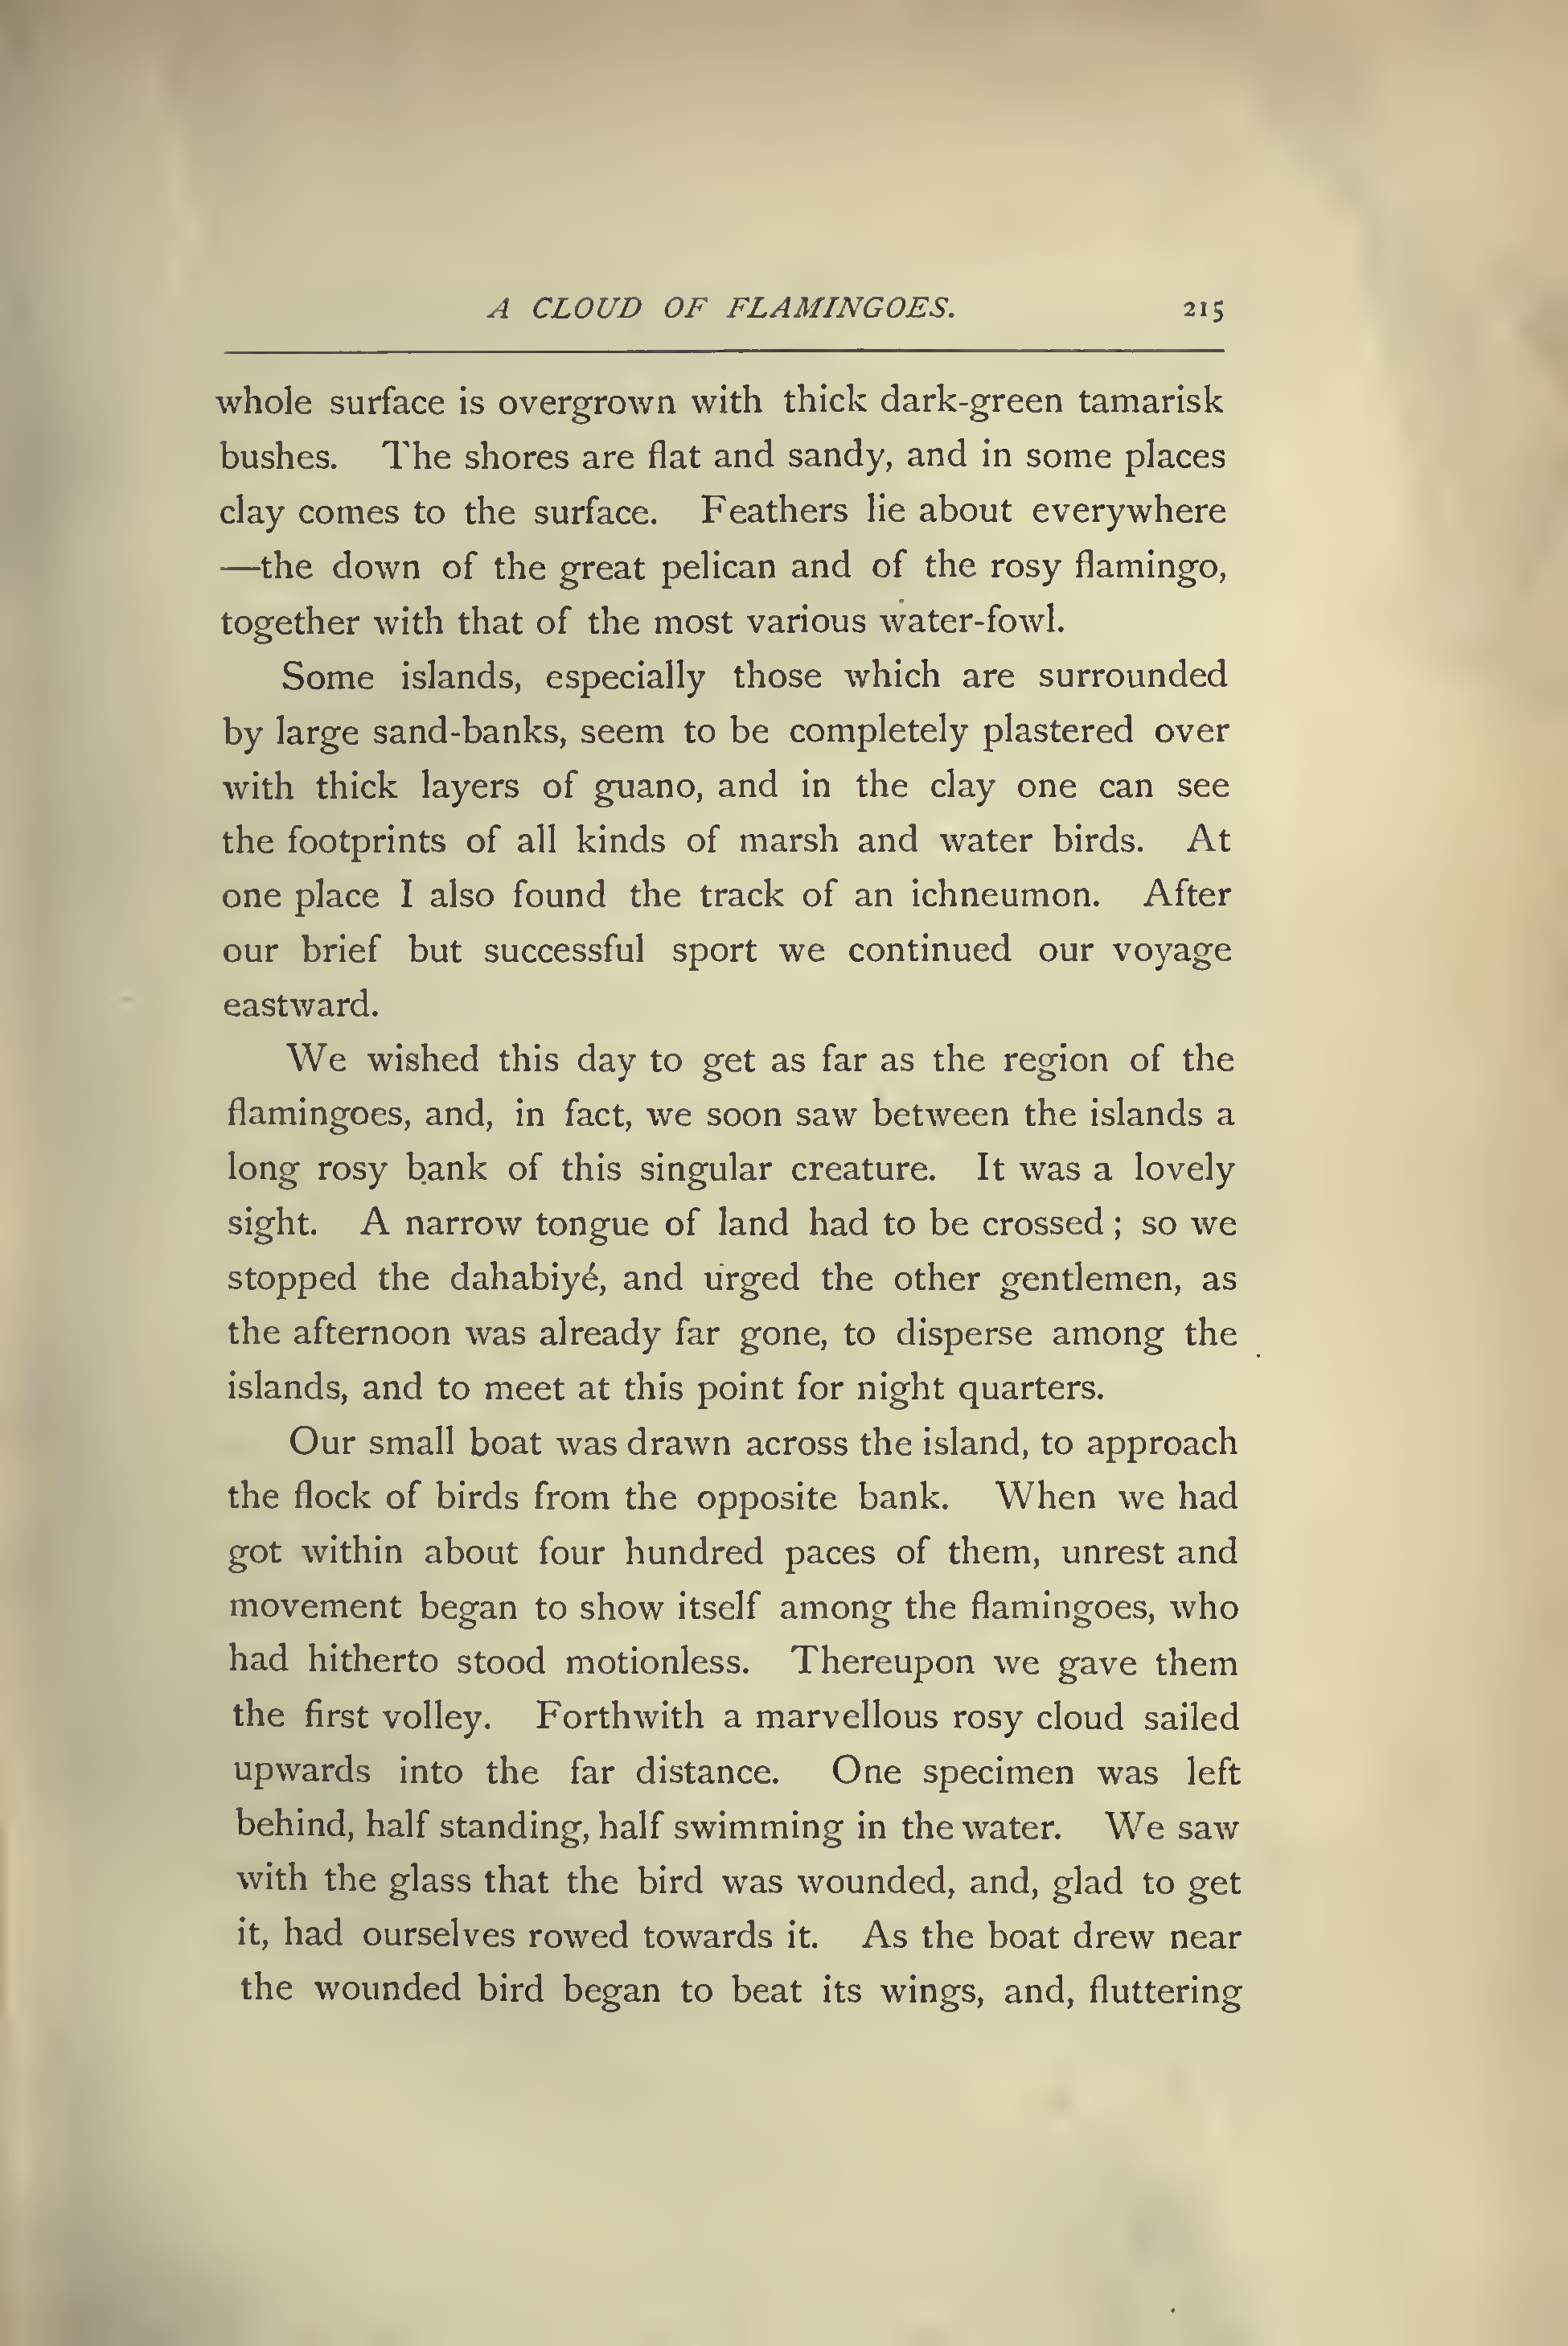 A CLOUD OF FLAMINGOES. 215
whole surface is overgrown with thick dark-green tamarisk
bushes. The shores are flat and sandy, and in some places
clay comes to the surface. Feathers lie about everywhere
—the down of the great pelican and of the rosy flamingo,
together with that of the most various water-fowl.
Some islands, especially those which are surrounded
by large sand-banks, seem to be completely plastered over
with thick layers of guano, and in the clay one can see
the footprints of all kinds of marsh and water birds. At
one place I also found the track of an ichneumon. After
our brief but successful sport we continued our voyage
eastward.
We wished this day to get as far as the region of the
flamingoes, and, in fact, we soon saw between the islands a
long rosy bank of this singular creature. It was a lovely
sight. A narrow tongue of land had to be crossed; so we
stopped the dahabiyé, and urged the other gentlemen, as
the afternoon was already far gone, to disperse among the
islands, and to meet at this point for night quarters.
Our small boat was drawn across the island, to approach
the flock of birds from the opposite bank. When we had
got within about four hundred paces of them, unrest and
movement began to show itself among the flamingoes, who
had hitherto stood motionless. Thereupon we gave them
the first volley. Forthwith a marvellous rosy cloud sailed
upwards into the far distance. One specimen was left
behind, half standing, half swimming in the water. We saw
with the glass that the bird was wounded, and, glad to get
it, had ourselves rowed towards it. As the boat drew near
the wounded bird began to beat its wings, and, fluttering